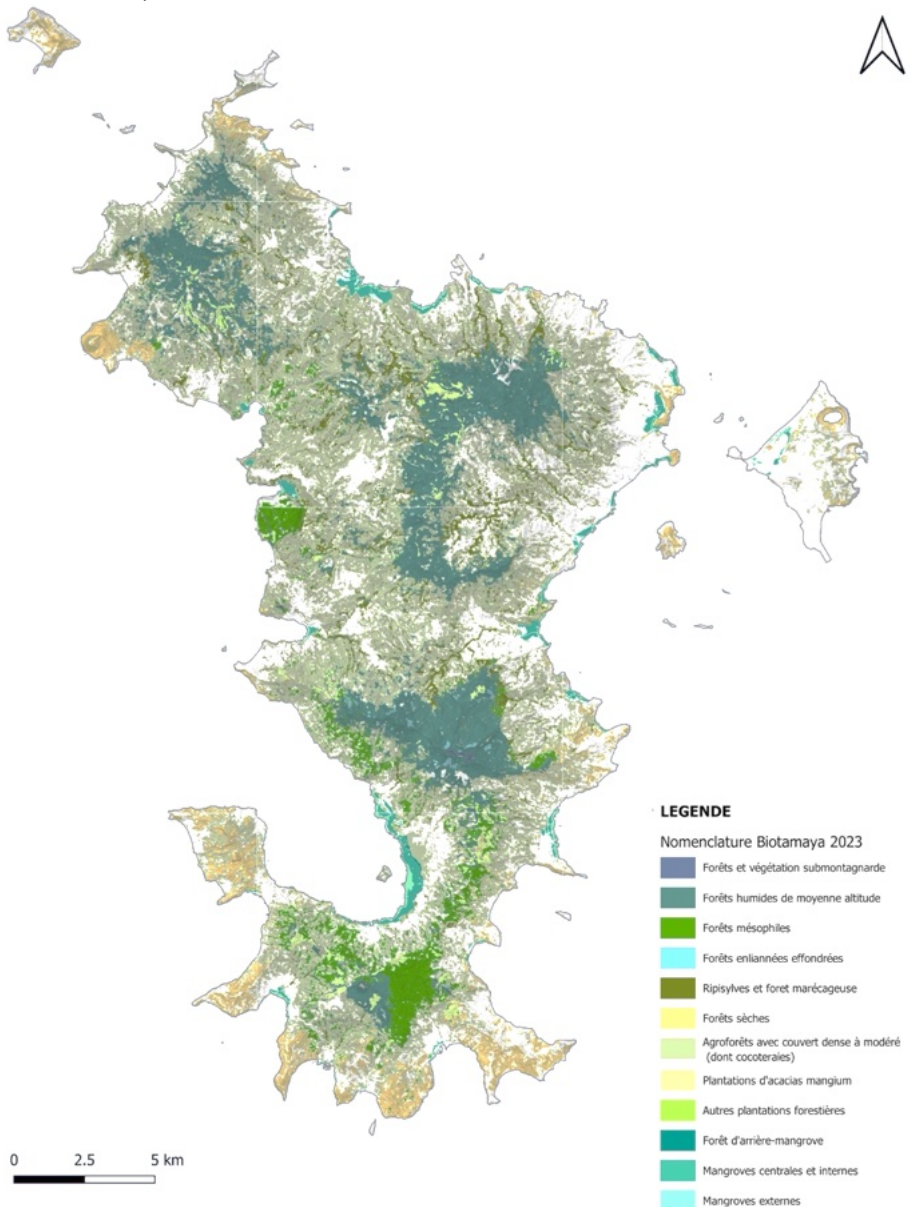 LEGENDE
Nomenclature Biotamaya 2023
Forêts et végétation submontagnarde
Forêts humides de moyenne altitude
Forêts mésophiles
Forêts enliannées effondrées
Ripisylves et foret marécageuse
Forêts sèches
Agroforêts avec couvert dense à modéré
(dont cocoteraies)
Plantations d'acacias mangium
Autres plantations forestières
Forêt d'arrière-mangrove
Mangroves centrales et internes
Mangroves externes
0 2.5 5 km